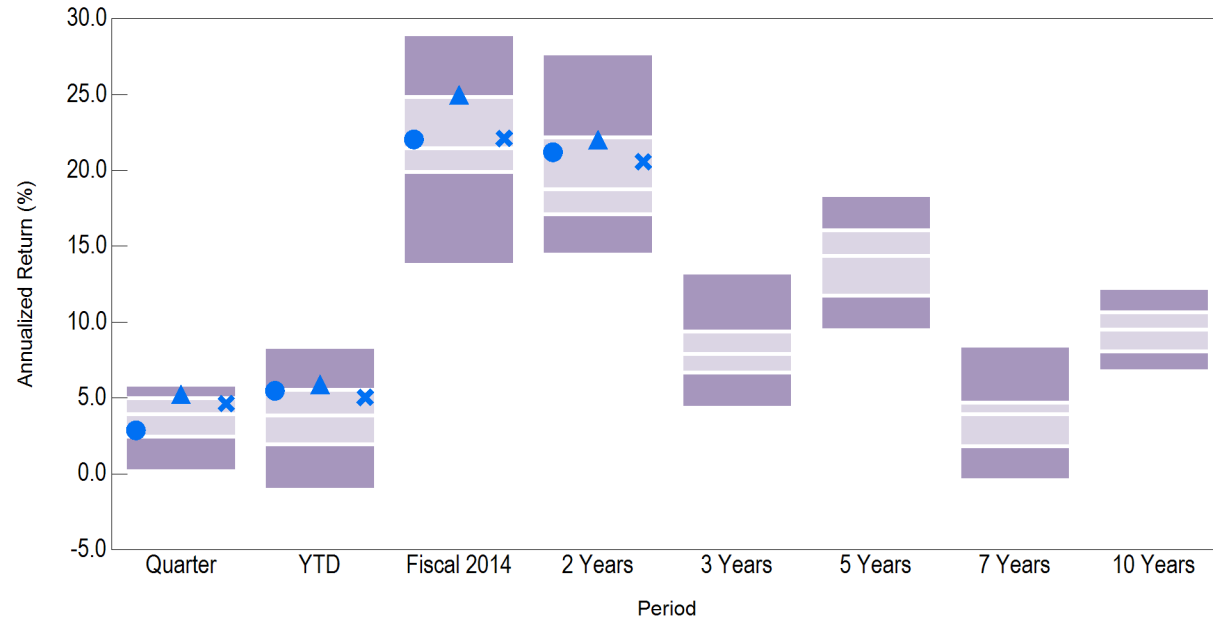 30.0
25.0
20.0
15.0
10.0
5.0
0.0
-5.0
Annualized Return (%)
Quarter YTD Fiscal 2014 2 Years 3 Years 5 Years 7 Years 10 Years
Period